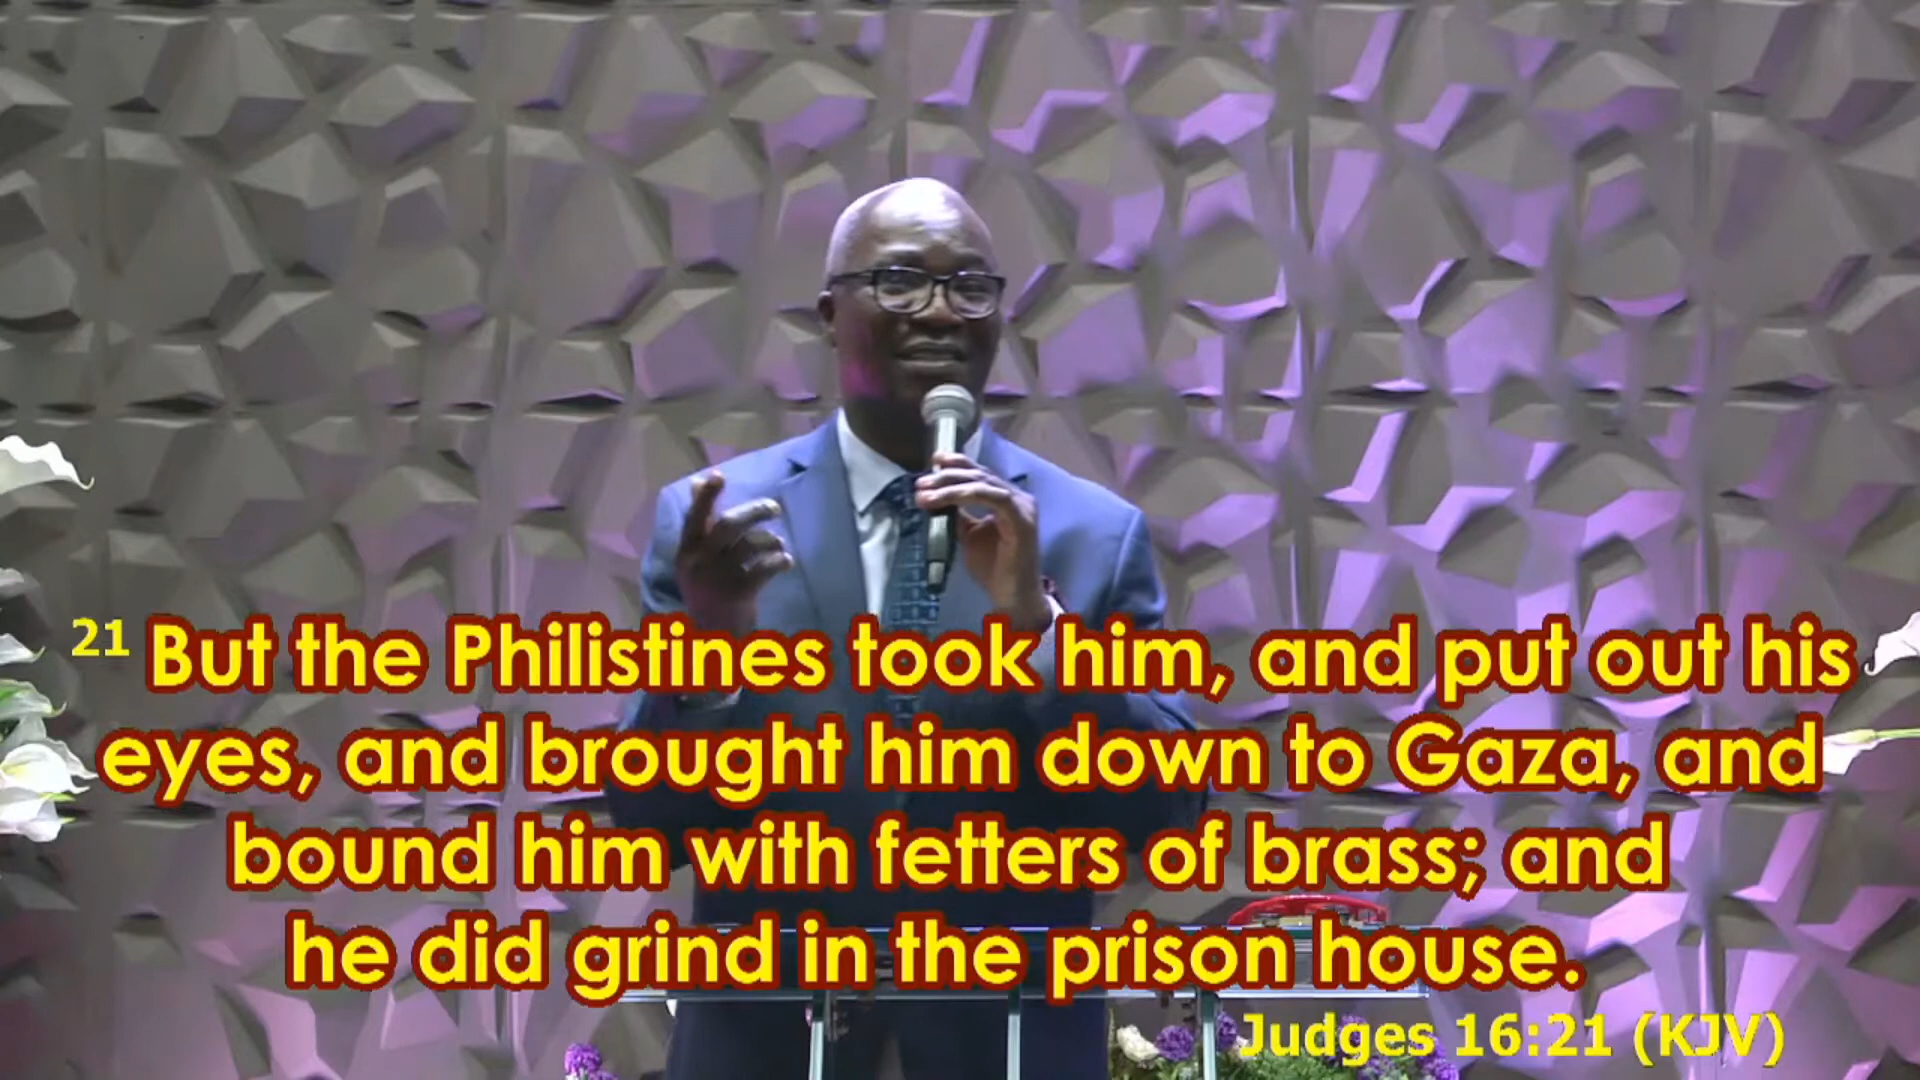 21 But the Philistines took him, and put out his
eyes, and brought him down to Gaza, and
bound him with fetters of brass; and
he did grind in the prison house.
Judges 16:21 (KJV)